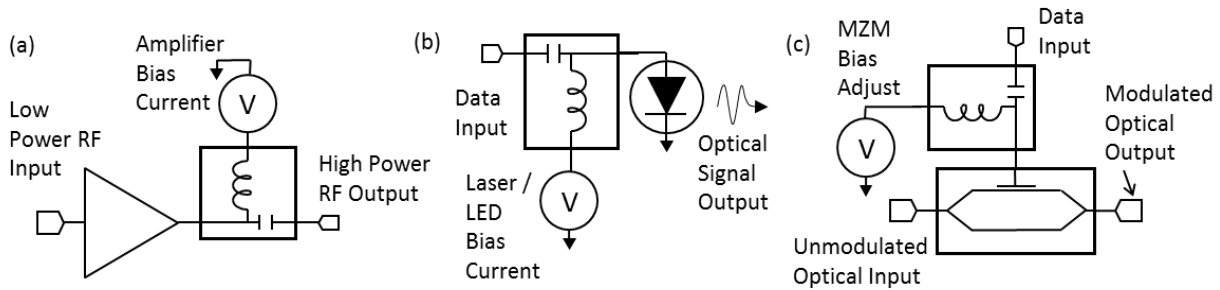 (a)
Amplifier
Bias
Current
V
Low
Power RF
Input
High Power
RF Output
(b)
Data
Input
Laser /
LED
Bias
Current
V
Optical
Signal
Output
(c)
MZM
Bias
Adjust
V
Data
Input
Modulated
Optical
Output
Unmodulated
Optical Input